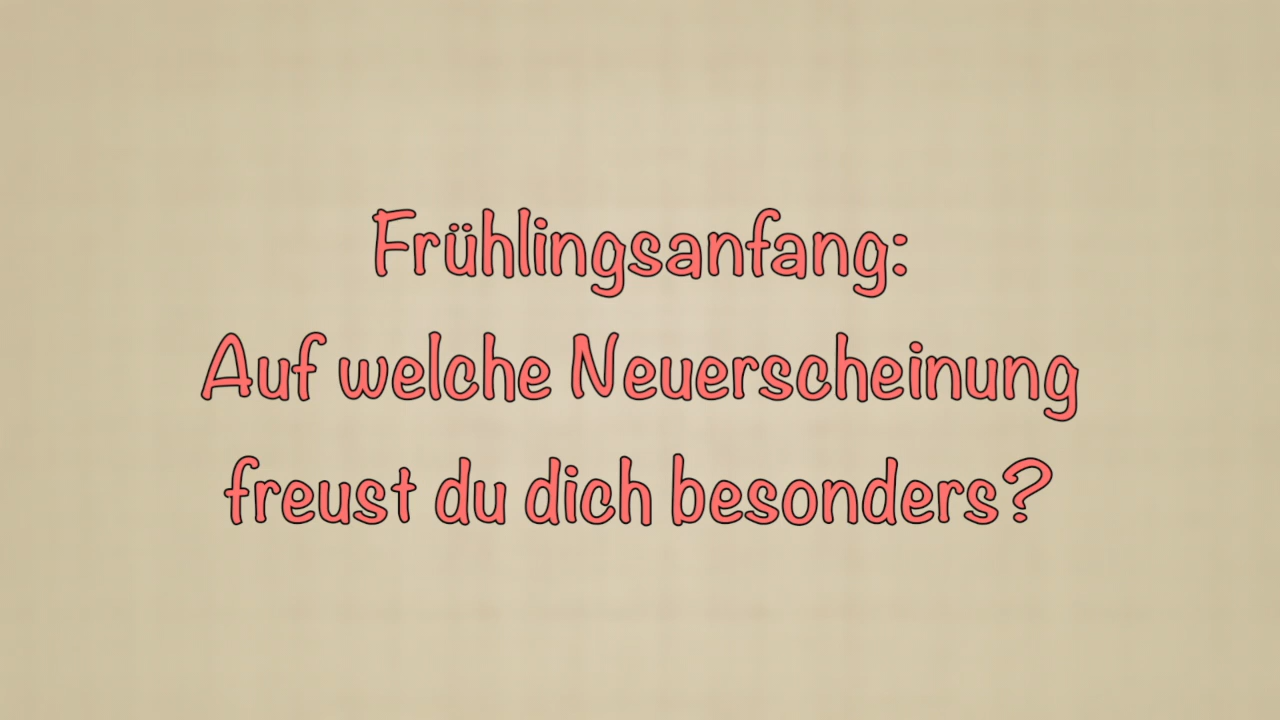 Frühlingsanfang:
Auf welche Neuerscheinung
freust du dich besonders?